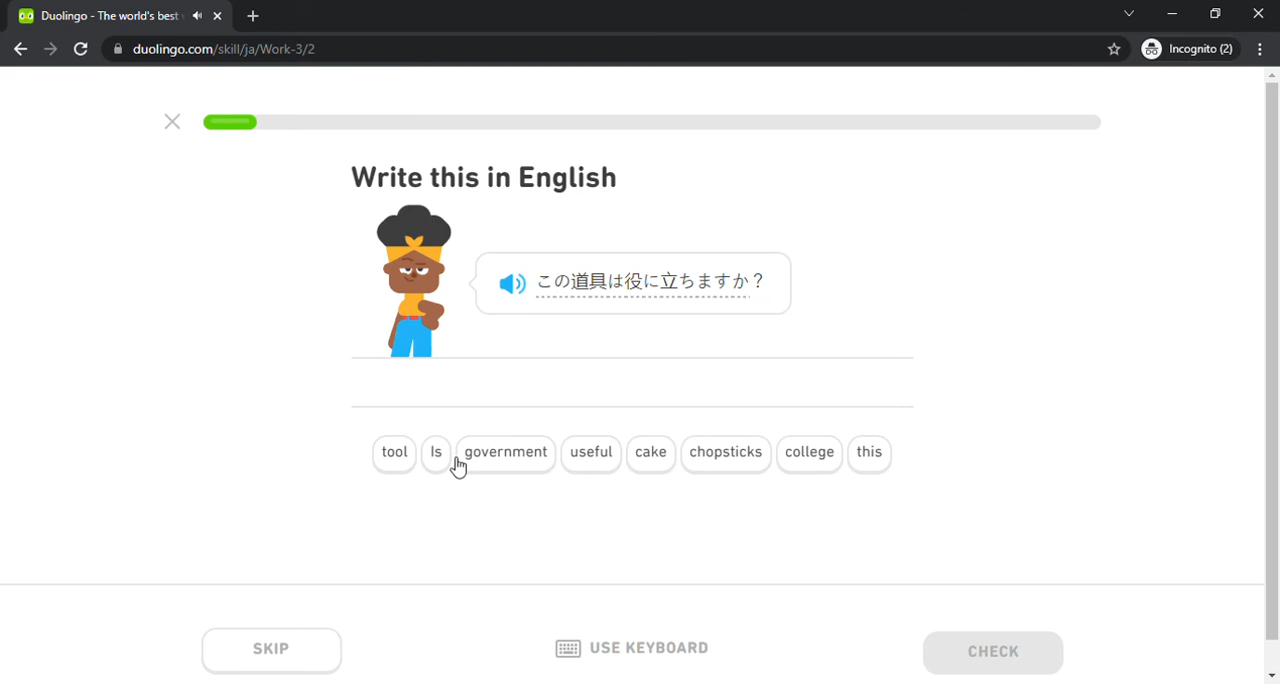 Duolingo - The world's best
duolingo.com/skill/ja/Work-3/2
Incognito (2)
Write this in English
この道具は役に立ちますか？
tool Is government useful cake chopsticks college this
SKIP USE KEYBOARD CHECK